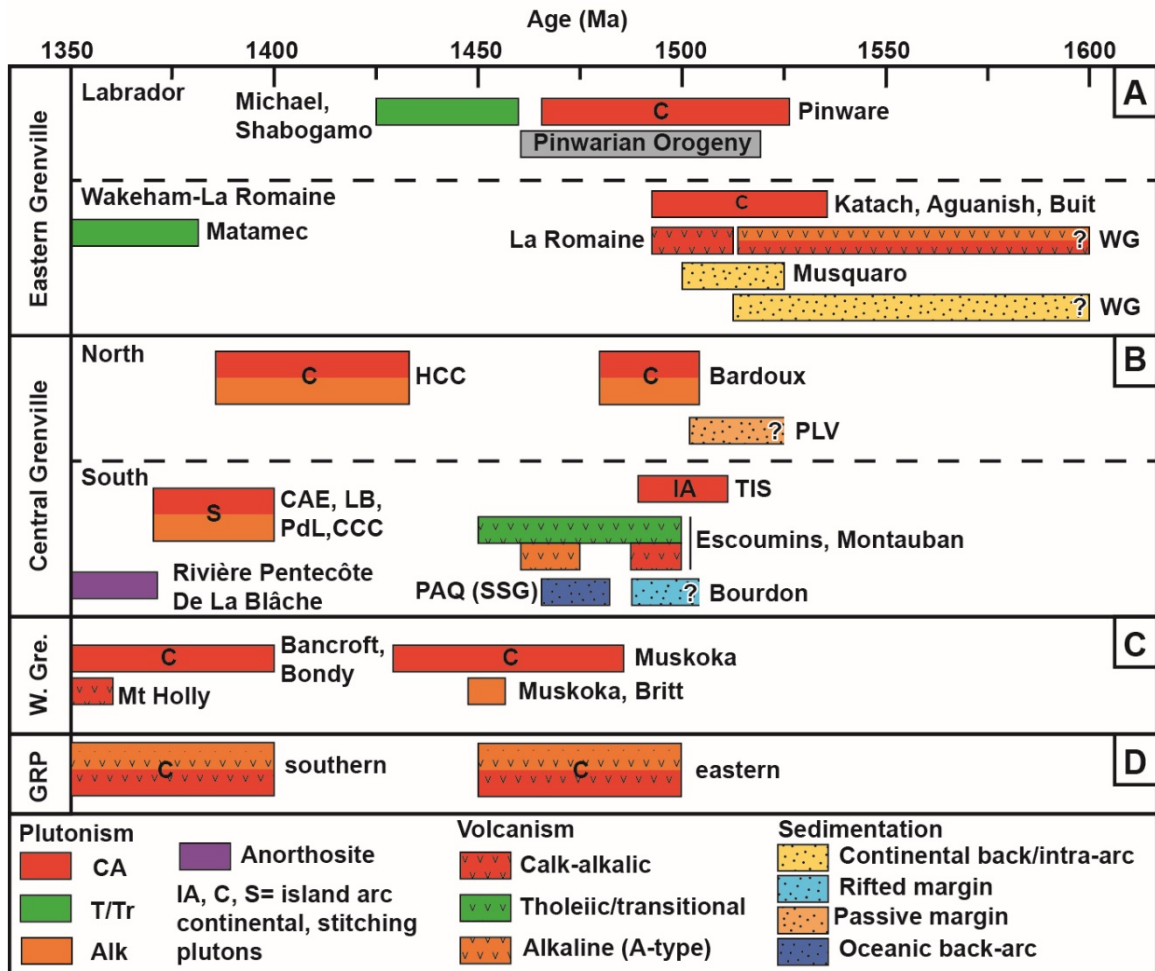 Age (Ma)
1350 1400 1450 1500 1550 1600
Eastern Grenville
A
Labrador
Michael,
Shabogamo
C
Pinware
Pinwarian Orogeny
Wakeham-La Romaine
C
Katach, Aguanish, Buit
Matamec
La Romaine
? WG
Musquaro
? WG
Central Grenville
B
North
C
HCC
C
Bardoux
? PLV
South
S
CAE, LB,
PdL,CCC
IA
TIS
Escoumins, Montauban
Rivière Pentecôte
De La Blâche
PAQ (SSG)
? Bourdon
W. Gre.
C
C
Bancroft,
Bondy
C
Muskoka
Mt Holly
Muskoka, Britt
GRP
D
C
southern
C
eastern
Plutonism
CA
T/Tr
Alk
Anorthosite
IA, C, S= island arc
continental, stitching
plutons
Volcanism
Calk-alkalic
Tholeiic/transitional
Alkaline (A-type)
Sedimentation
Continental back/intra-arc
Rifted margin
Passive margin
Oceanic back-arc